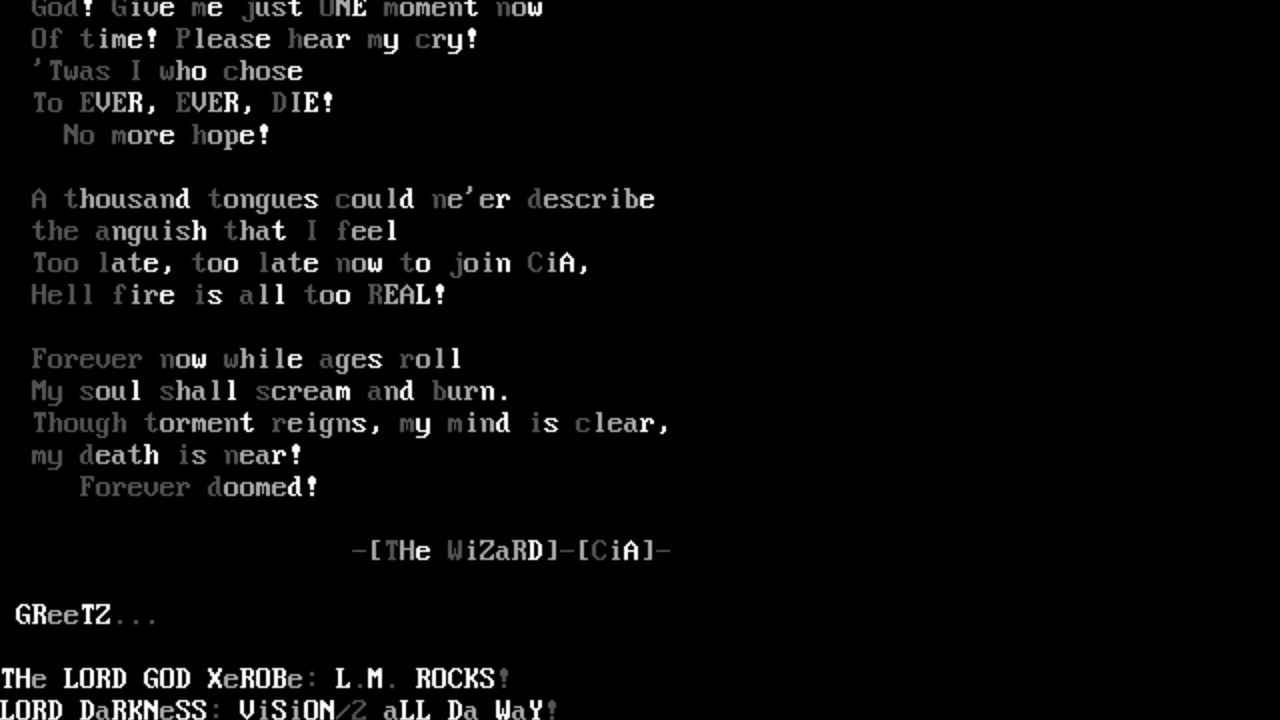 God! Give me just ONE moment now
Of time! Please hear my cry!
'Twas I who chose
To EVER, EVER, DIE!
No more hope!
A thousand tongues could ne'er describe
the anguish that I feel
Too late, too late now to join CiA,
Hell fire is all too REAL!
Forever now while ages roll
My soul shall scream and burn.
Though torment reigns, my mind is clear,
my death is near!
Forever doomed!
-[THe WiZaRD]-[CiA]-
GReeTZ...
THe LORD GOD XeROBe: L.M. ROCKS!
LORD DaRKNeSS: ViSiON/2 aLL Da WaY!